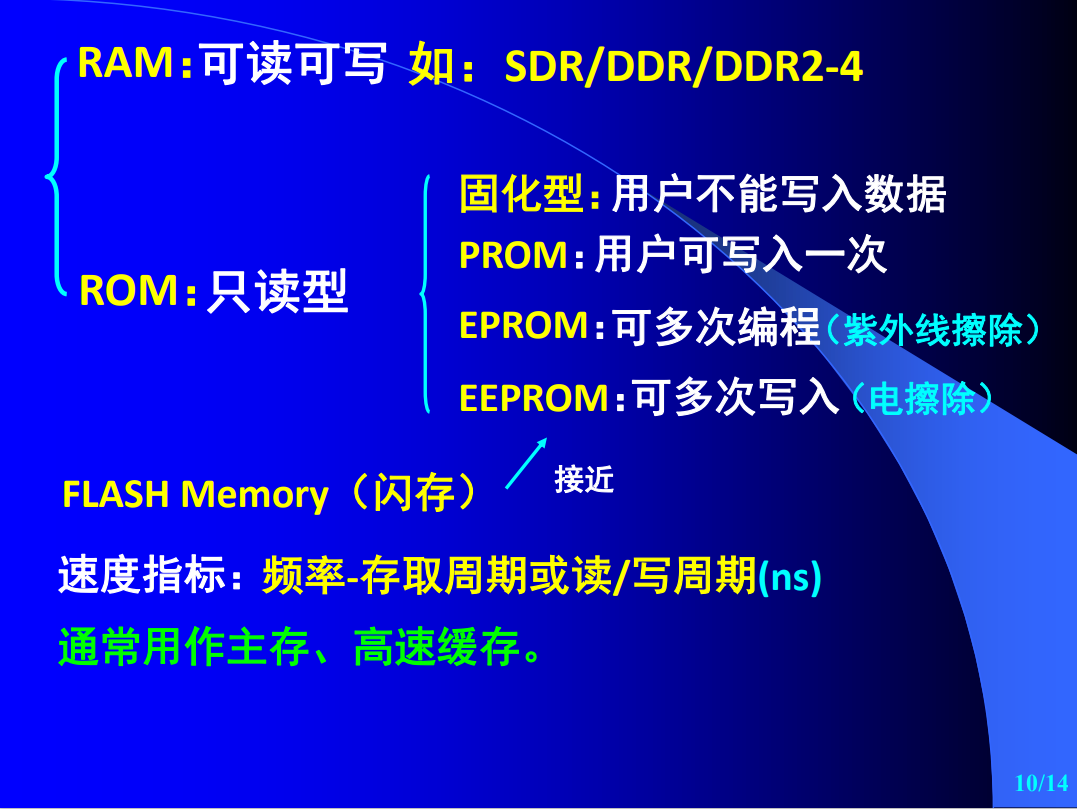 RAM：可读可写 如：SDR/DDR/DDR2-4
固化型：用户不能写入数据
PROM：用户可写入一次
ROM：只读型
EPROM：可多次编程（紫外线擦除）
EEPROM：可多次写入（电擦除）
接近
FLASH Memory（闪存）
速度指标：频率-存取周期或读/写周期(ns)
通常用作主存、高速缓存。
10/14